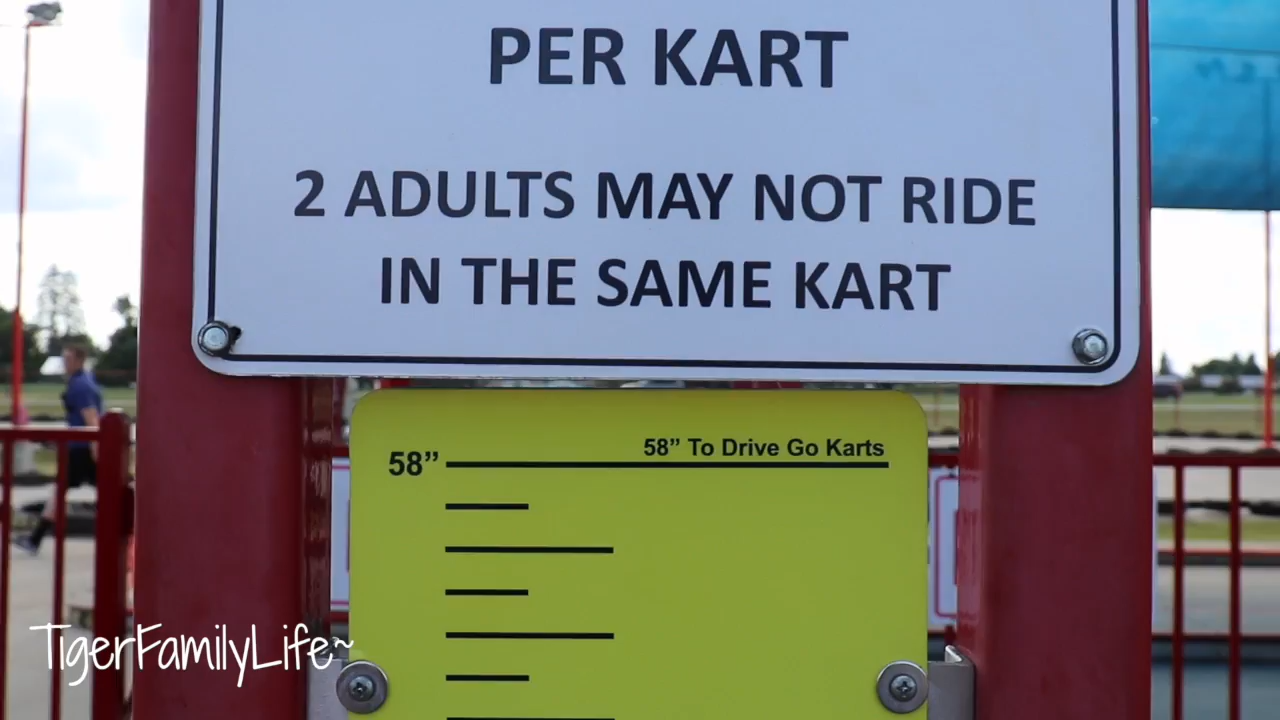 PER KART
2 ADULTS MAY NOT RIDE
IN THE SAME KART
58” To Drive Go Karts
58”
TigerFamilyLife~